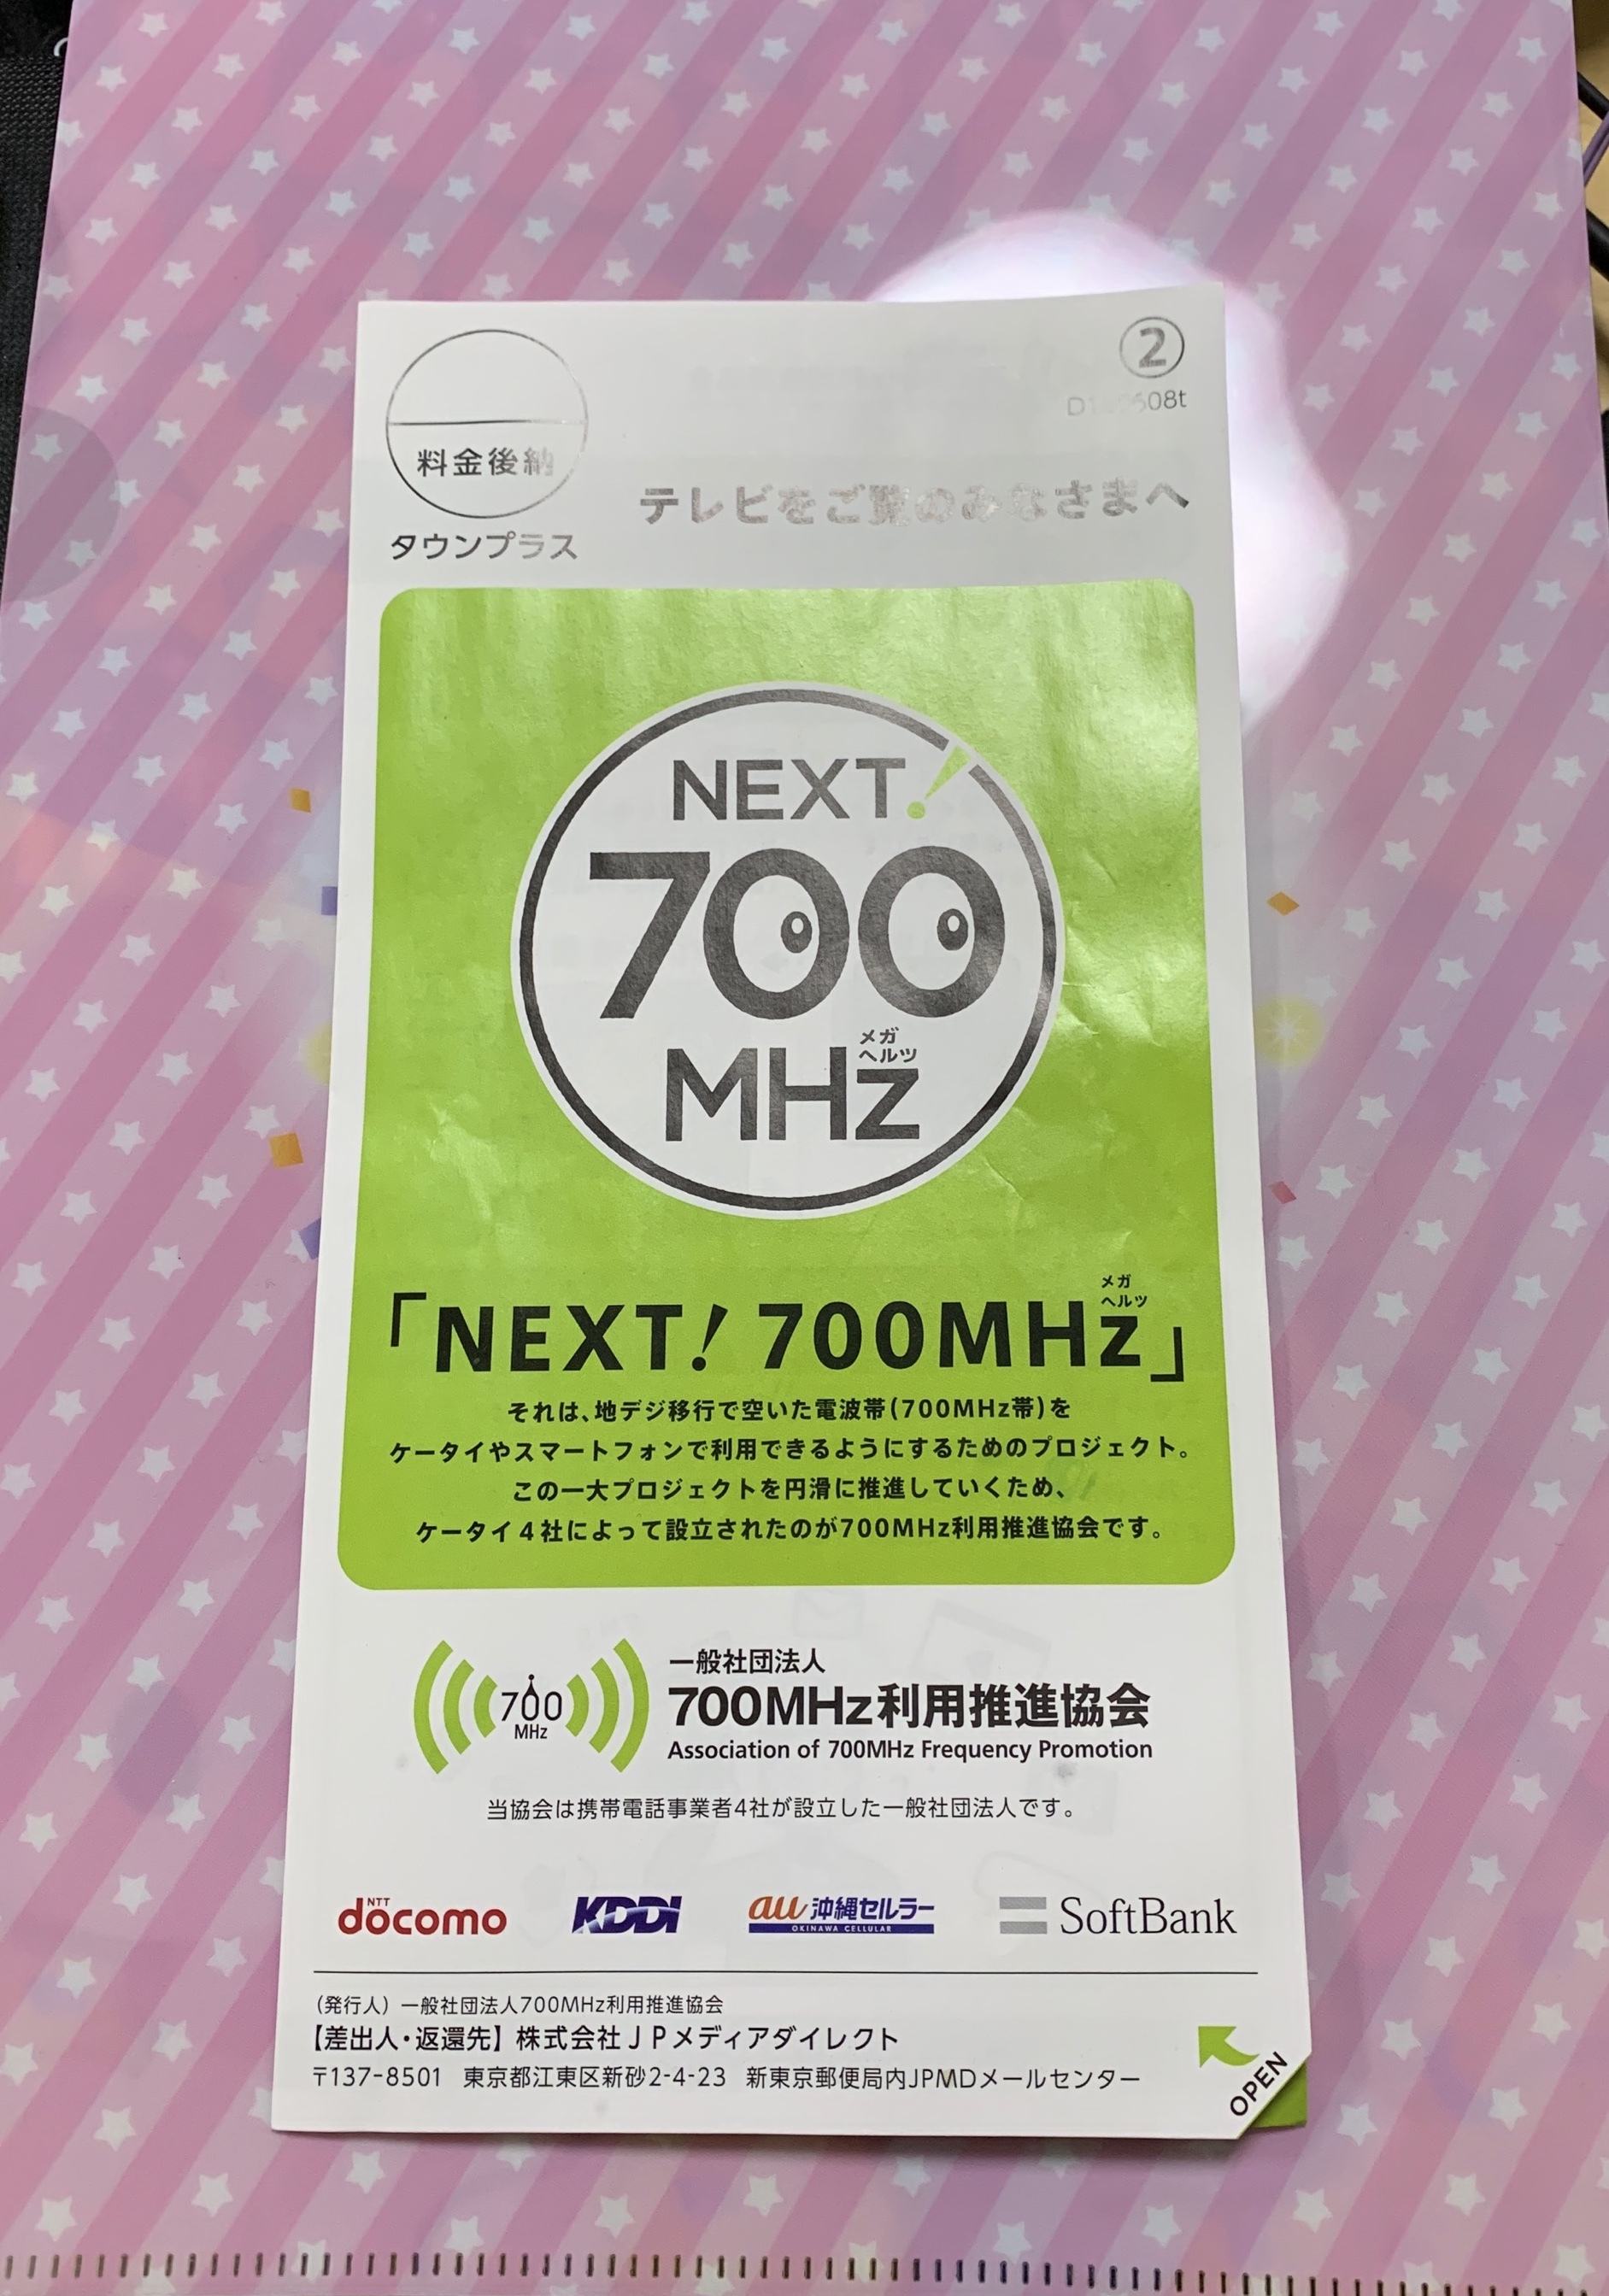 料金後納
タウンプラス
②
テレビをご覧のみなさまへ
NEXT!
700
メガ
ヘルツ
MHz
メガ
ヘルツ
「NEXT! 700MHz」
それは、地デジ移行で空いた電波帯(700MHz帯)を
ケータイやスマートフォンで利用できるようにするためのプロジェクト。
この一大プロジェクトを円滑に推進していくため、
ケータイ4社によって設立されたのが700MHz利用推進協会です。
700
MHz
一般社団法人
700MHz利用推進協会
Association of 700MHz Frequency Promotion
当協会は携帯電話事業者4社が設立した一般社団法人です。
NTT
docomo
KDDI
au 沖縄セルラー
OKINAWA CELLULAR
SoftBank
(発行人) 一般社団法人700MHz利用推進協会
【差出人・返還先】 株式会社JPメディアダイレクト
〒137-8501 東京都江東区新砂2-4-23 新東京郵便局内JPMDメールセンター
OPEN